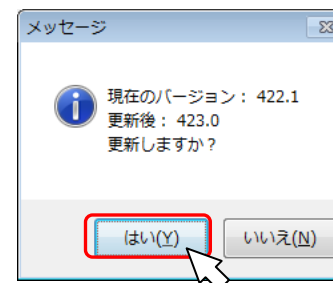 メッセージ
現在のバージョン： 422.1
更新後： 423.0
更新しますか？
はい(Y)
いいえ(N)